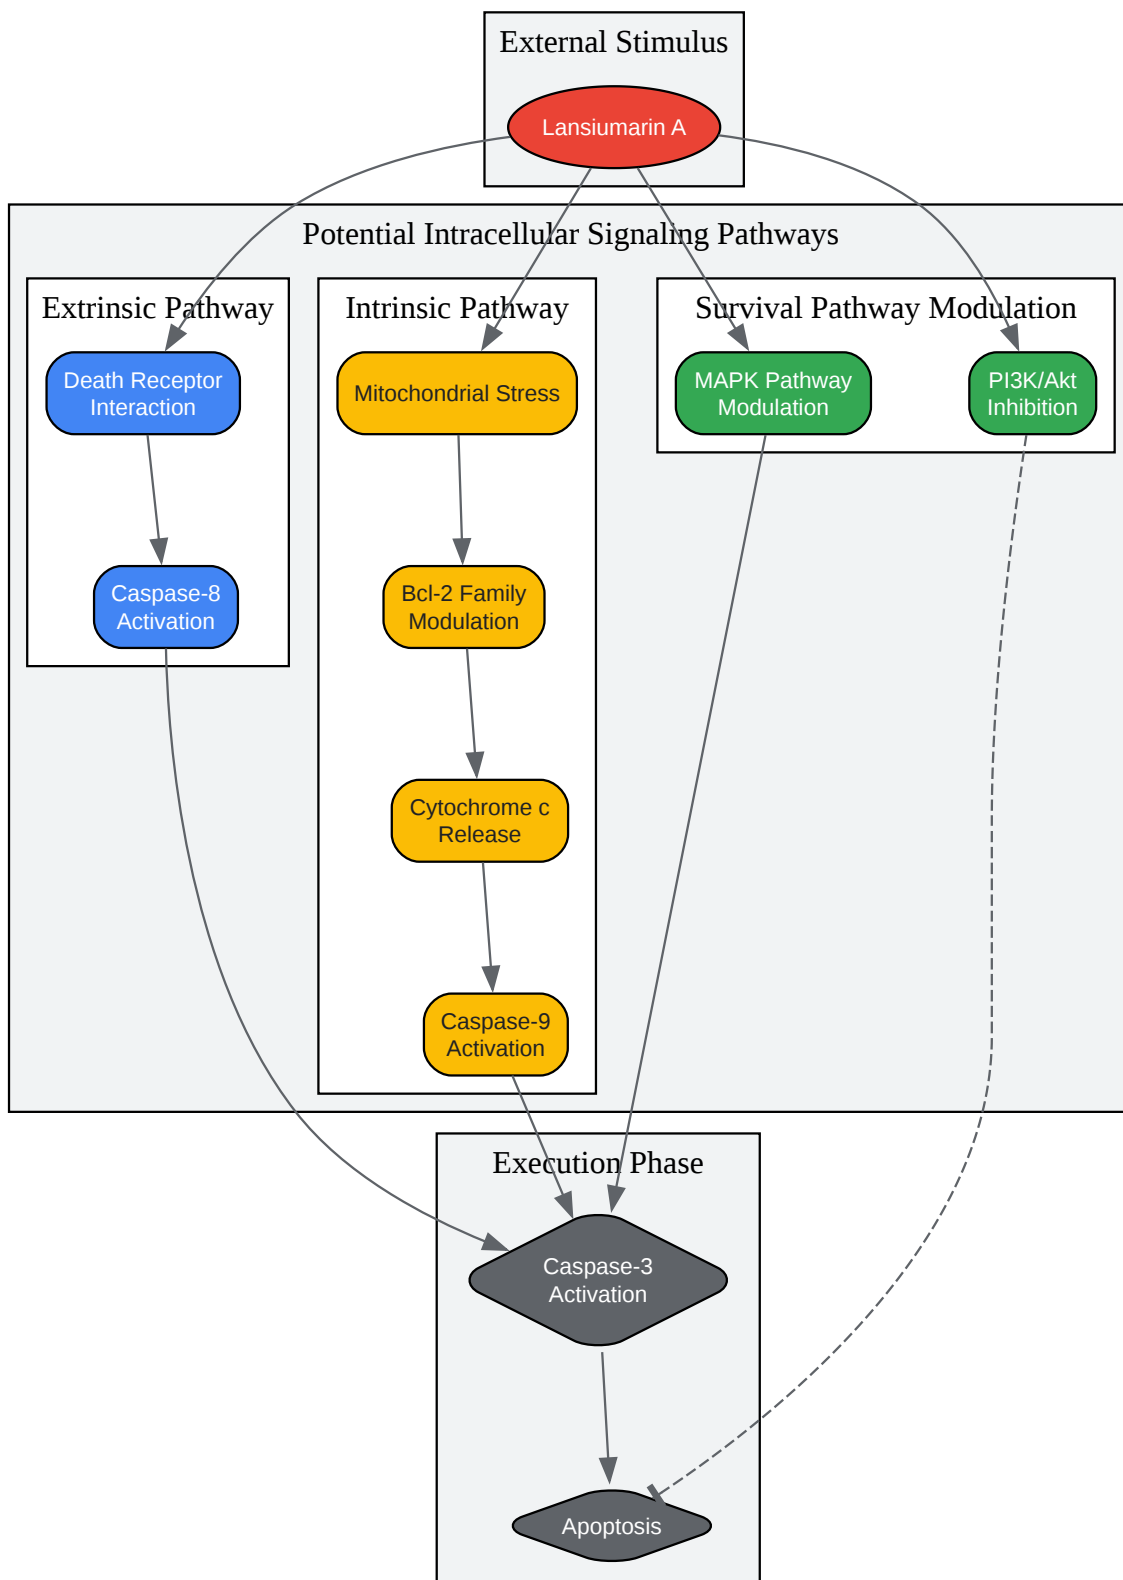 External Stimulus
Lansiumarin A
Potential Intracellular Signaling Pathways
Extrinsic Pathway
Intrinsic Pathway
Survival Pathway Modulation
Death Receptor
Interaction
Mitochondrial Stress
MAPK Pathway
Modulation
PI3K/Akt
Inhibition
Caspase-8
Activation
Bcl-2 Family
Modulation
Cytochrome c
Release
Caspase-9
Activation
Execution Phase
Caspase-3
Activation
Apoptosis